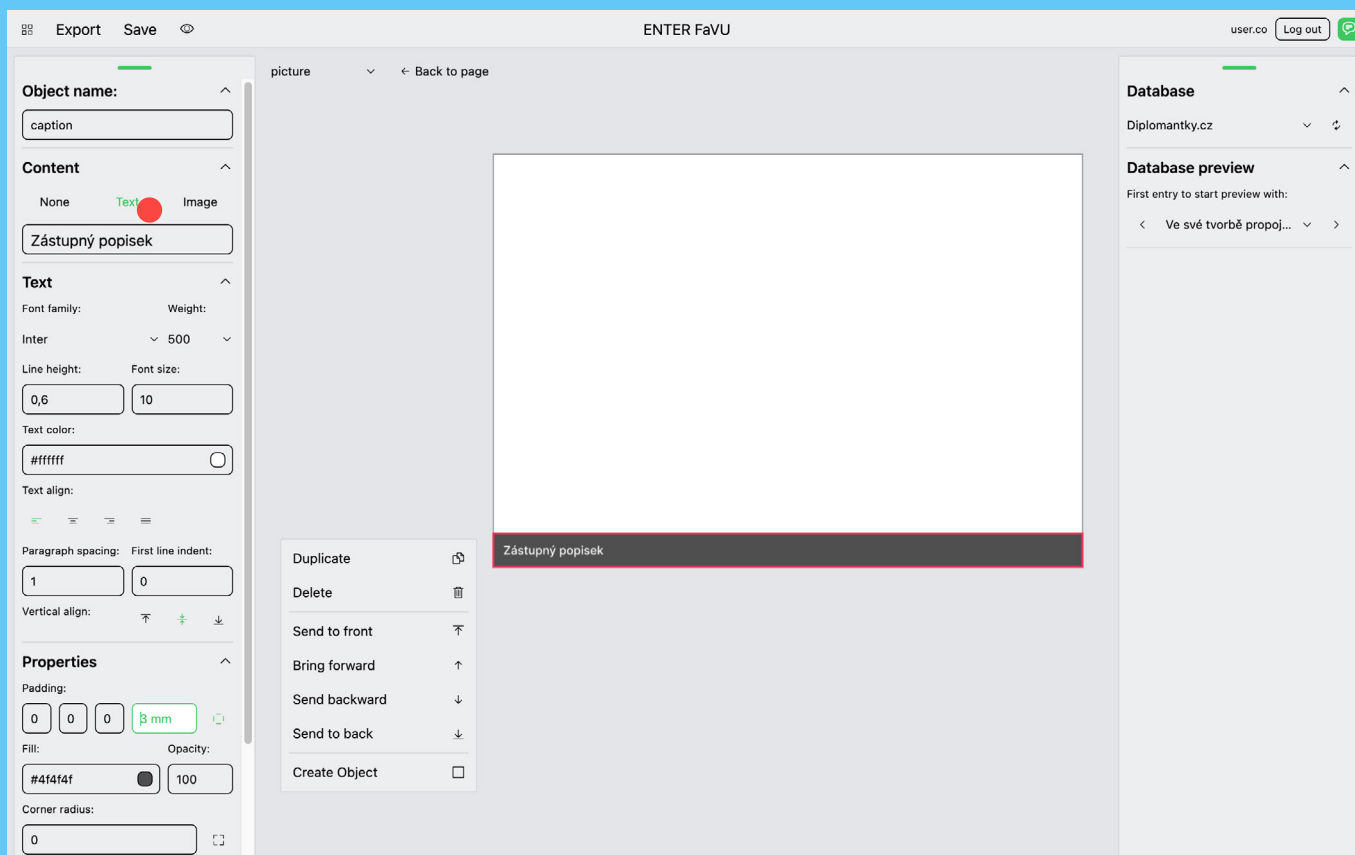 Export Save ENTER FaVU user.co Log out
picture ← Back to page
Object name:
caption
Content
None Text Image
Zástupný popisek
Text
Font family: Weight:
Inter 500
Line height: Font size:
0,6 10
Text color:
#ffffff
Text align:
Paragraph spacing: First line indent:
1 0
Vertical align:
Properties
Padding:
0 0 0 3 mm
Fill: Opacity:
#4f4f4f 100
Corner radius:
0
Zástupný popisek
Duplicate
Delete
Send to front
Bring forward
Send backward
Send to back
Create Object
Database
Diplomantky.cz
Database preview
First entry to start preview with:
Ve své tvorbě propoj...